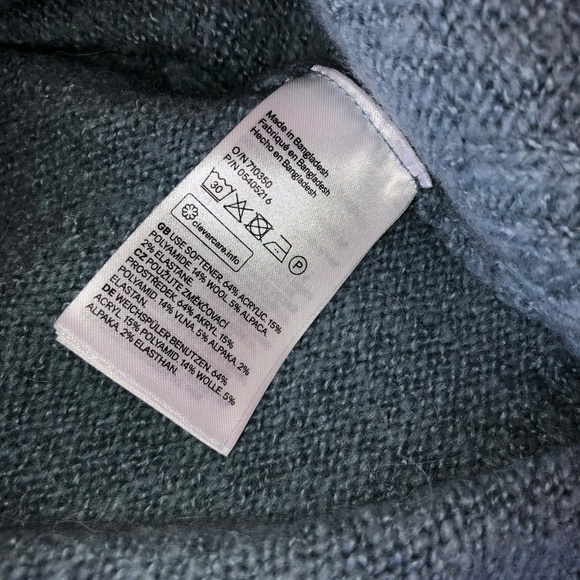 Made in Bangladesh
Fabriqué en Bangladesh
Hecho en Bangladesh
O/N 710350
P/N 05405216
30
P
clevercare.info
GB USE SOFTENER. 64% ACRYLIC. 15%
POLYAMIDE. 14% WOOL. 5% ALPACA.
2% ELASTANE
CZ POUŽIJTE ZMĚKČOVACÍ
PROSTŘEDEK. 64% AKRYL. 15%
POLYAMID. 14% VLNA. 5% ALPAKA. 2%
ELASTAN.
DE WEICHSPÜLER BENUTZEN. 64%
ACRYL. 15% POLYAMID. 14% WOLLE. 5%
ALPAKA. 2% ELASTHAN.